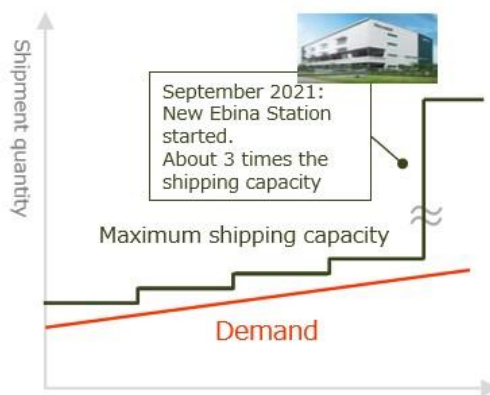 Shipment quantity
September 2021:
New Ebina Station
started.
About 3 times the
shipping capacity
Maximum shipping capacity
Demand